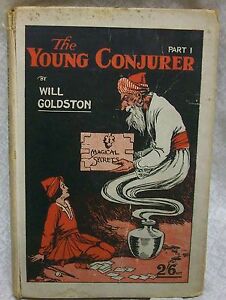 The
YOUNG CONJURER
PART I
BY
WILL
GOLDSTON
MAGICAL
SECRETS
2/6